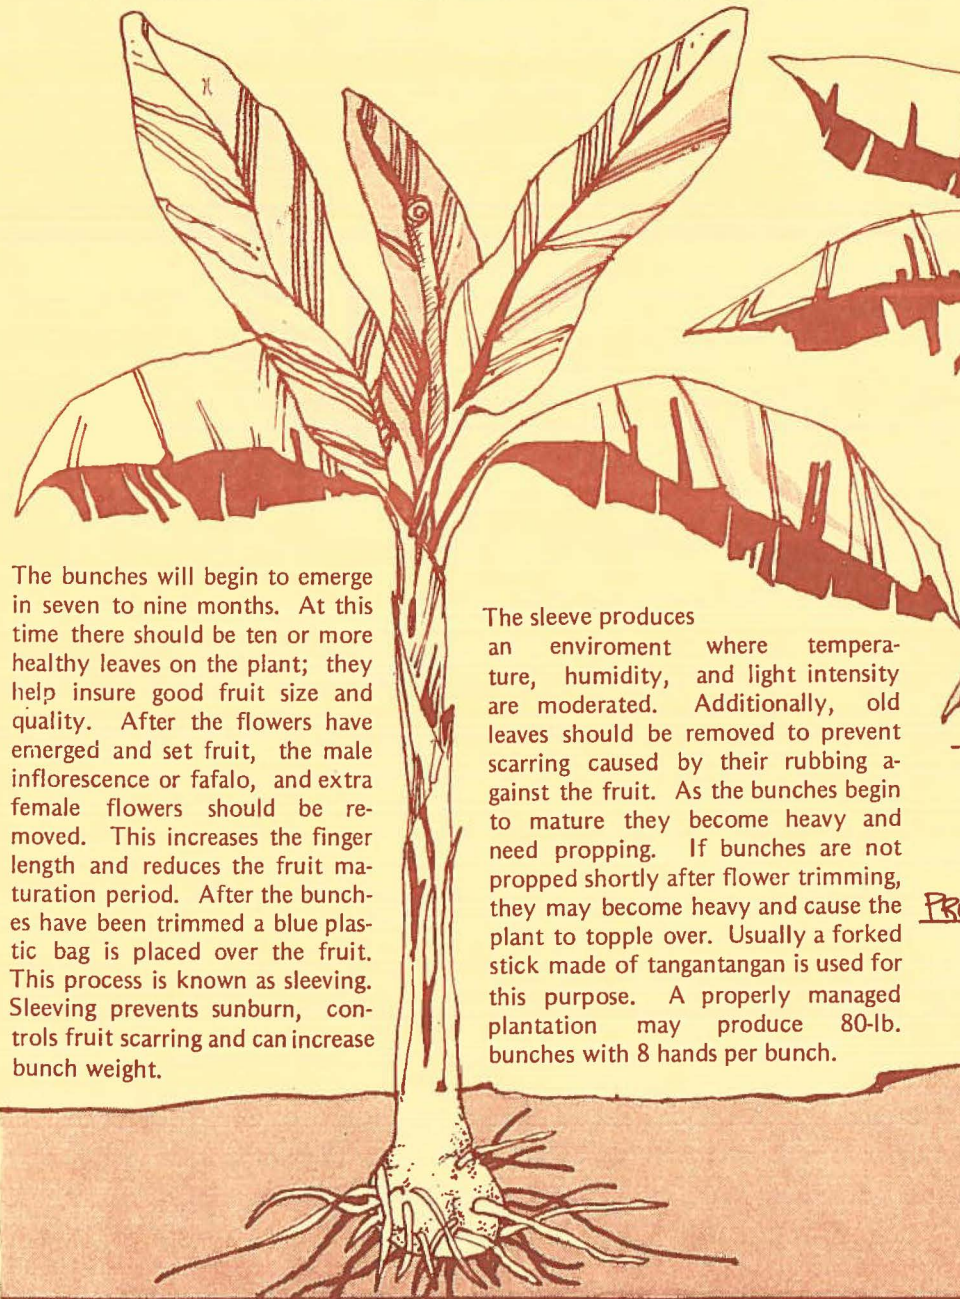 The bunches will begin to emerge
in seven to nine months. At this
time there should be ten or more
healthy leaves on the plant; they
help insure good fruit size and
quality. After the flowers have
emerged and set fruit, the male
inflorescence or fafalo, and extra
female flowers should be re-
moved. This increases the finger
length and reduces the fruit ma-
turation period. After the bunch-
es have been trimmed a blue plas-
tic bag is placed over the fruit.
This process is known as sleeving.
Sleeving prevents sunburn, con-
trols fruit scarring and can increase
bunch weight.
The sleeve produces
an enviroment where tempera-
ture, humidity, and light intensity
are moderated. Additionally, old
leaves should be removed to prevent
scarring caused by their rubbing a-
gainst the fruit. As the bunches begin
to mature they become heavy and
need propping. If bunches are not
propped shortly after flower trimming,
they may become heavy and cause the
plant to topple over. Usually a forked
stick made of tangantangan is used for
this purpose. A properly managed
plantation may produce 80-lb.
bunches with 8 hands per bunch.